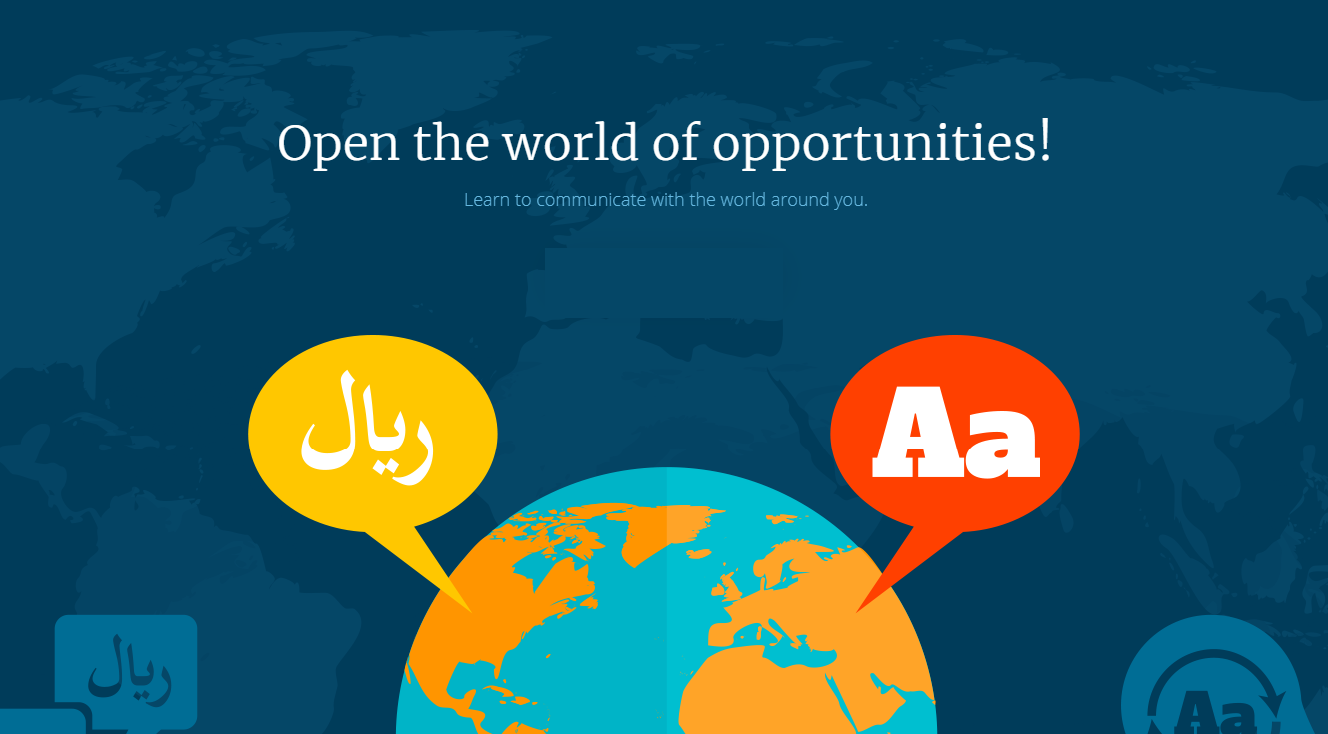 Open the world of opportunities!
Learn to communicate with the world around you.
ريال
Aa
ريال
Aa